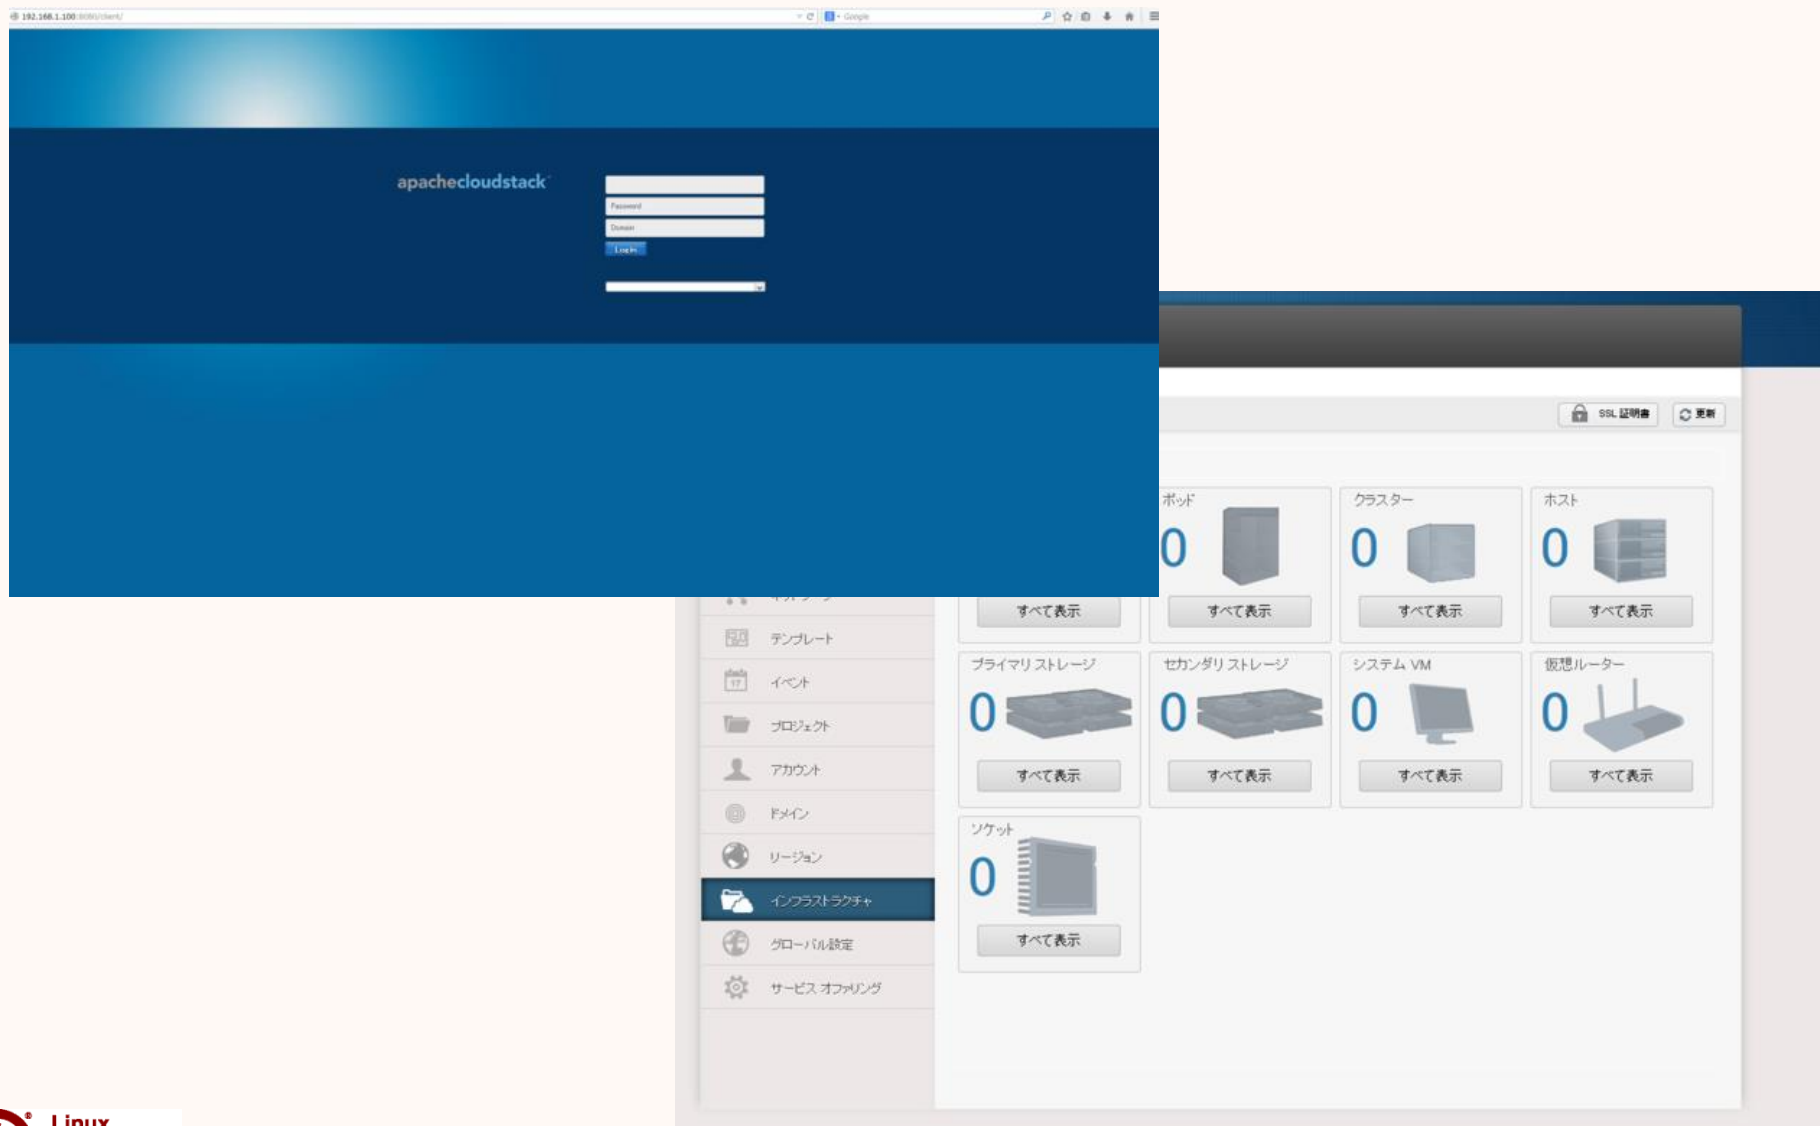 192.168.1.100:8080/client/
Google
apachecloudstack
Password
Domain
Login
SSL 証明書
更新
ポッド
クラスター
ホスト
0
0
0
すべて表示
すべて表示
すべて表示
すべて表示
テンプレート
イベント
プロジェクト
アカウント
ドメイン
リージョン
インフラストラクチャ
グローバル設定
サービス オファリング
プライマリ ストレージ
セカンダリ ストレージ
システム VM
仮想ルーター
0
0
0
0
すべて表示
すべて表示
すべて表示
すべて表示
ソケット
0
すべて表示
Linux